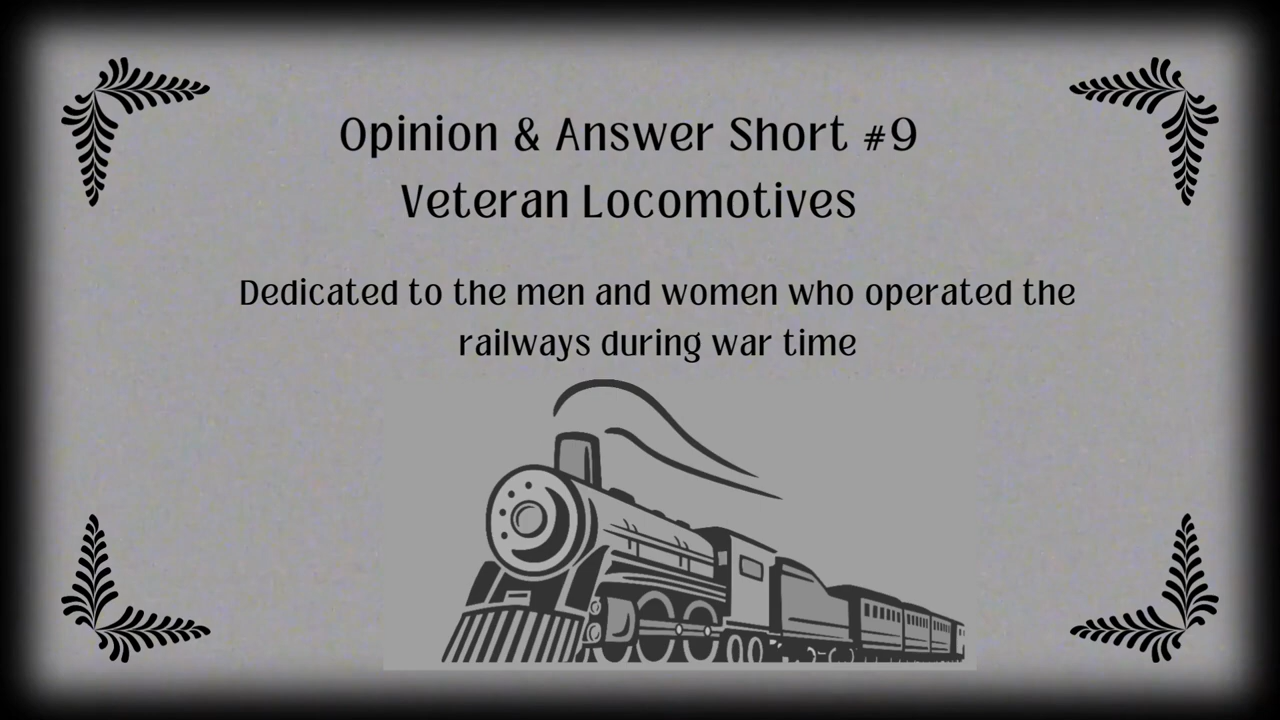 Opinion & Answer Short #9
Veteran Locomotives
Dedicated to the men and women who operated the
railways during war time